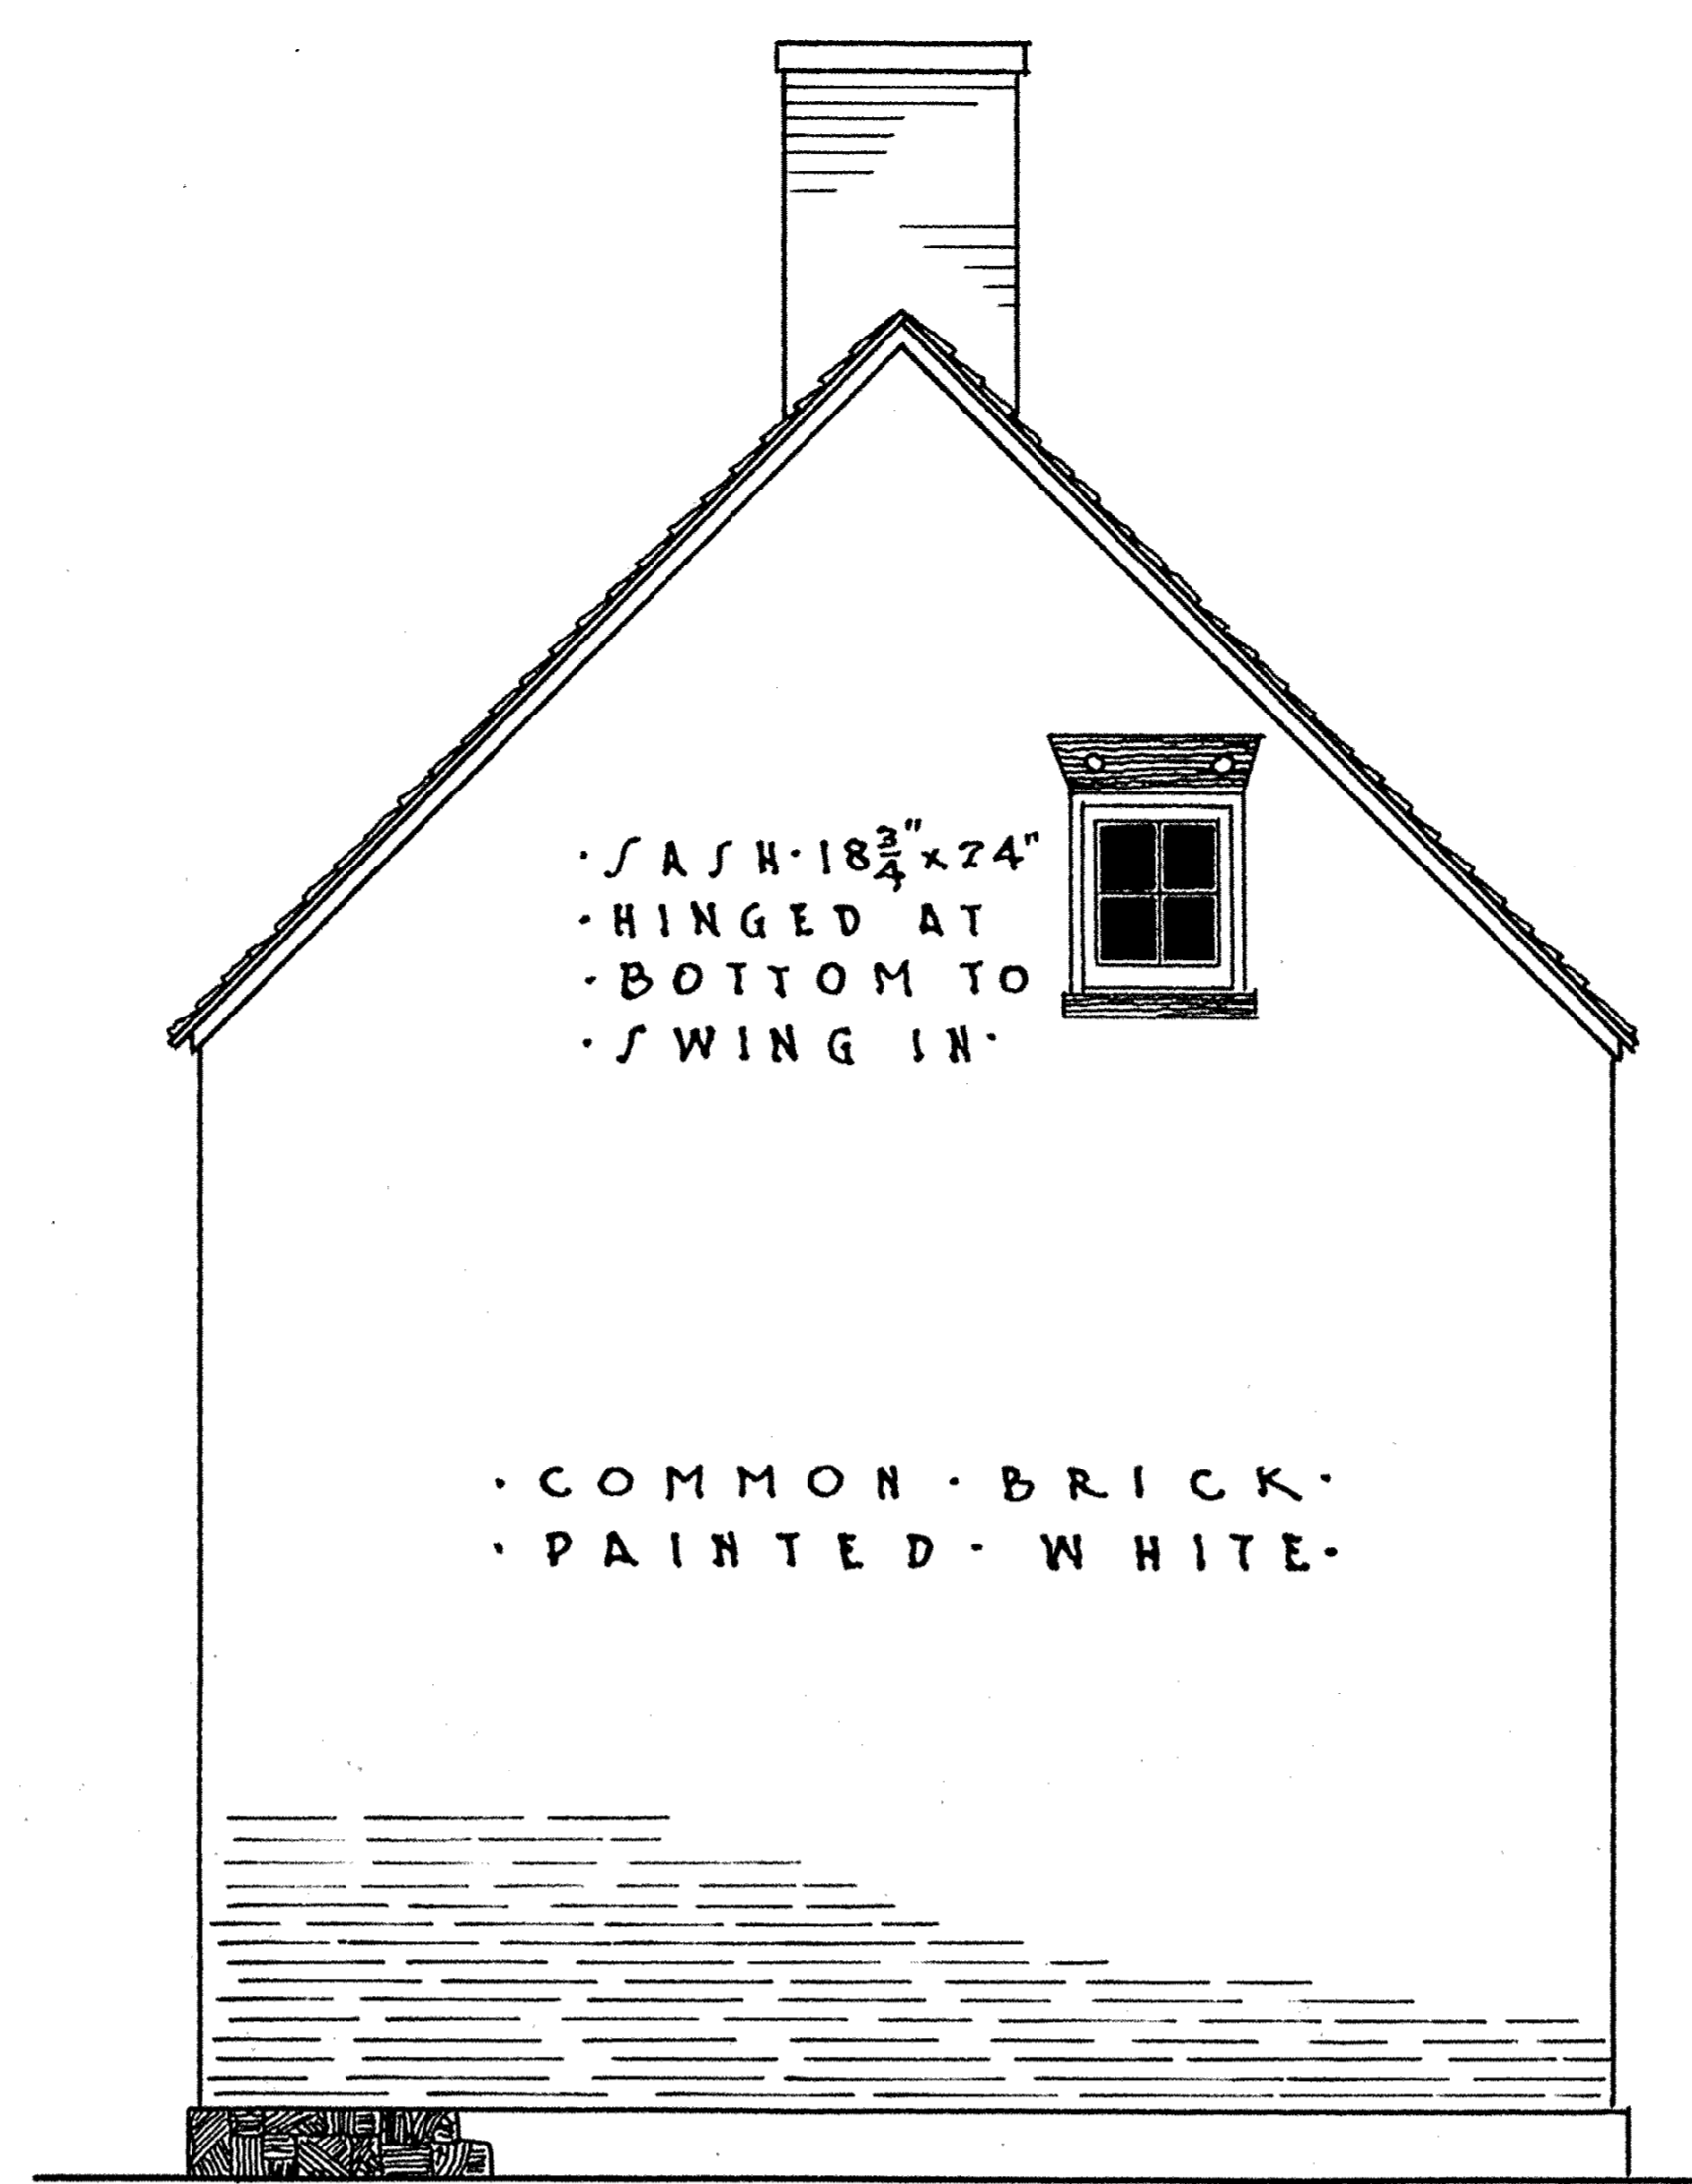 ·SASH·18¾"x24"
·HINGED AT
·BOTTOM TO
·SWING IN·
·COMMON·BRICK·
·PAINTED·WHITE·